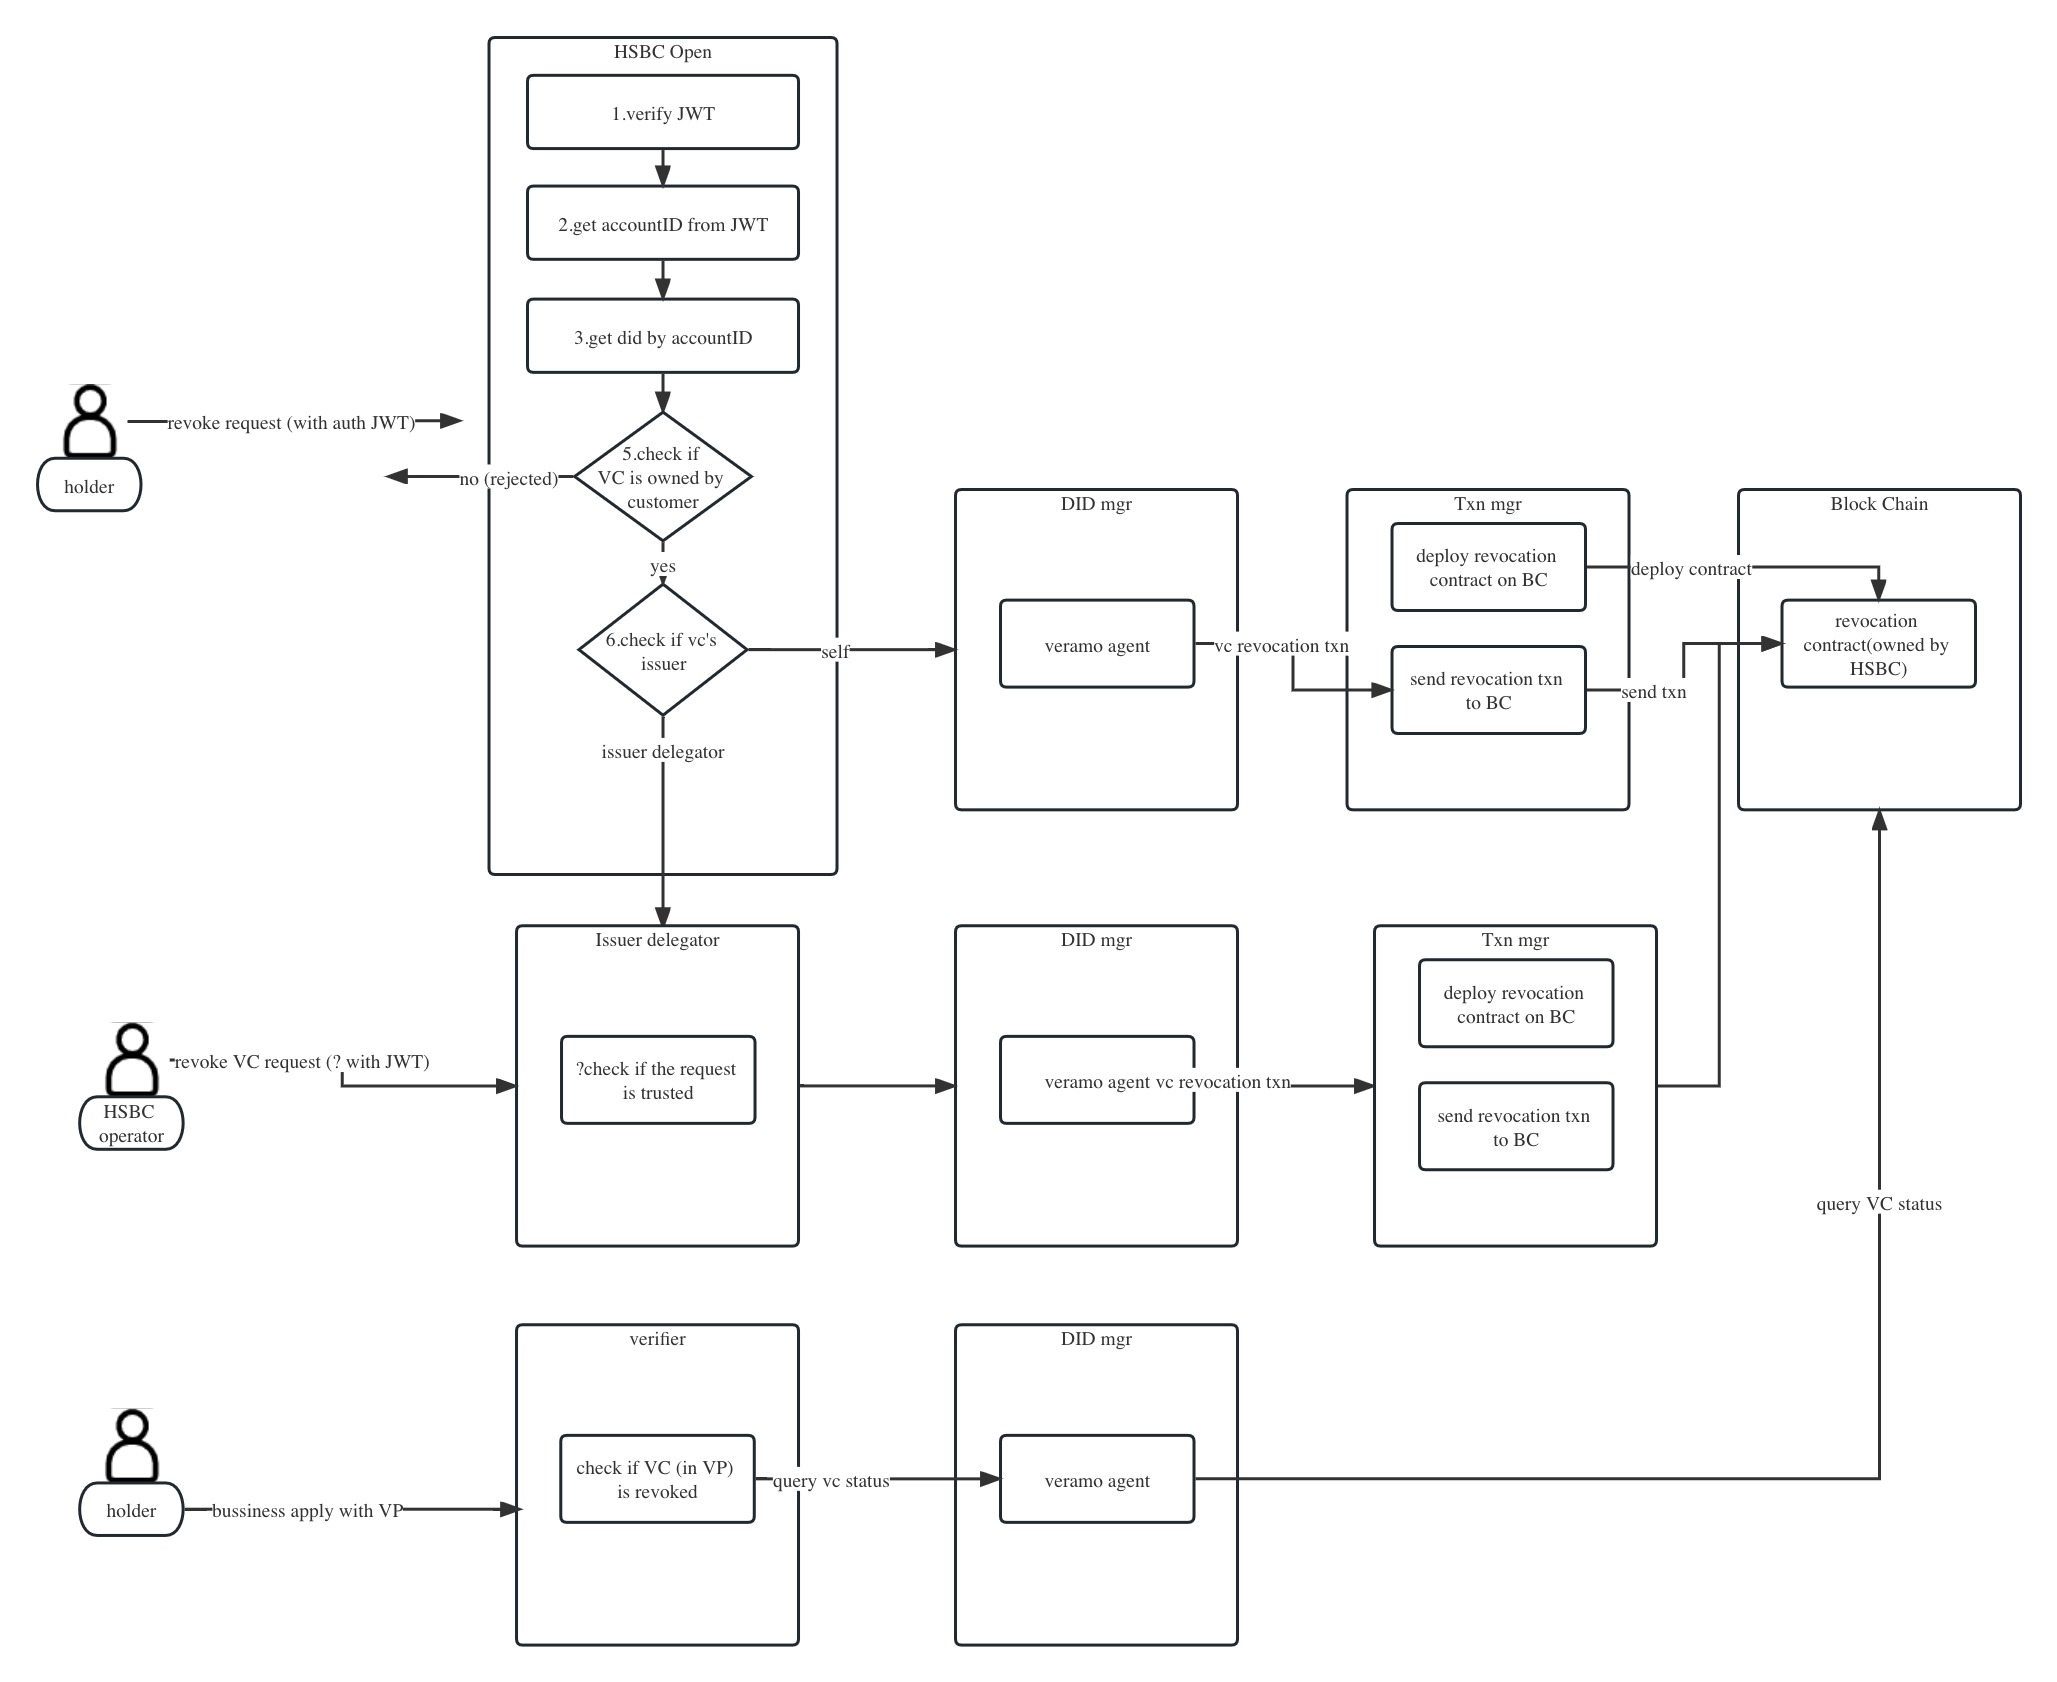 HSBC Open
1.verify JWT
2.get accountID from JWT
3.get did by accountID
revoke request (with auth JWT)
holder
5.check if
VC is owned by
customer
no (rejected)
yes
6.check if vc's
issuer
self
issuer delegator
DID mgr
veramo agent
vc revocation txn
Txn mgr
deploy revocation
contract on BC
send revocation txn
to BC
deploy contract
send txn
Block Chain
revocation
contract(owned by
HSBC)
Issuer delegator
?check if the request
is trusted
revoke VC request (? with JWT)
HSBC
operator
DID mgr
veramo agent
vc revocation txn
Txn mgr
deploy revocation
contract on BC
send revocation txn
to BC
query VC status
verifier
check if VC (in VP)
is revoked
holder
bussiness apply with VP
query vc status
DID mgr
veramo agent